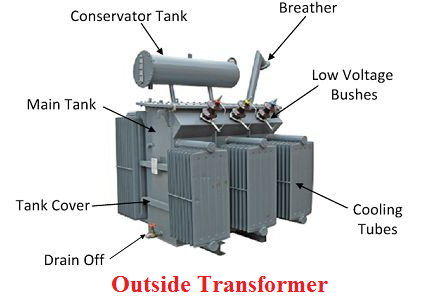 Conservator Tank
Breather
Low Voltage
Bushes
Main Tank
Tank Cover
Cooling
Tubes
Drain Off
Outside Transformer